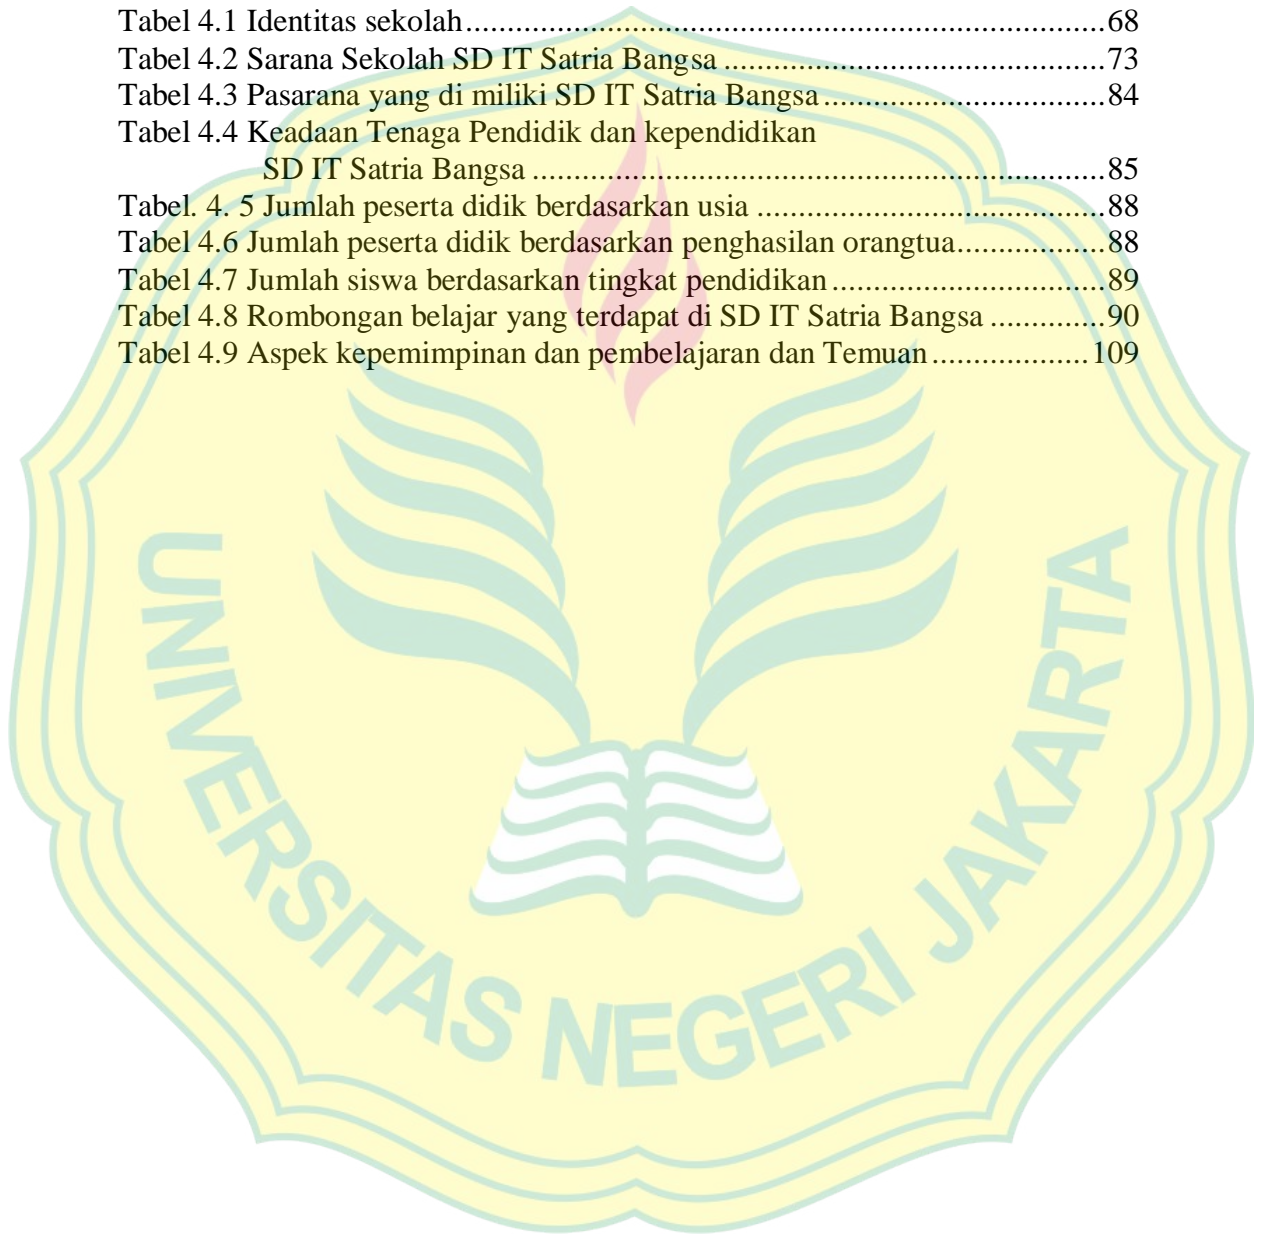 Tabel 4.1 Identitas sekolah....................................................................................68
Tabel 4.2 Sarana Sekolah SD IT Satria Bangsa ..................................................73
Tabel 4.3 Pasarana yang di miliki SD IT Satria Bangsa.....................................84
Tabel 4.4 Keadaan Tenaga Pendidik dan kependidikan
SD IT Satria Bangsa ...........................................................................85
Tabel. 4. 5 Jumlah peserta didik berdasarkan usia ..............................................88
Tabel 4.6 Jumlah peserta didik berdasarkan penghasilan orangtua...................88
Tabel 4.7 Jumlah siswa berdasarkan tingkat pendidikan ....................................89
Tabel 4.8 Rombongan belajar yang terdapat di SD IT Satria Bangsa ...............90
Tabel 4.9 Aspek kepemimpinan dan pembelajaran dan Temuan....................109
UNIVERSITAS NEGERI JAKARTA